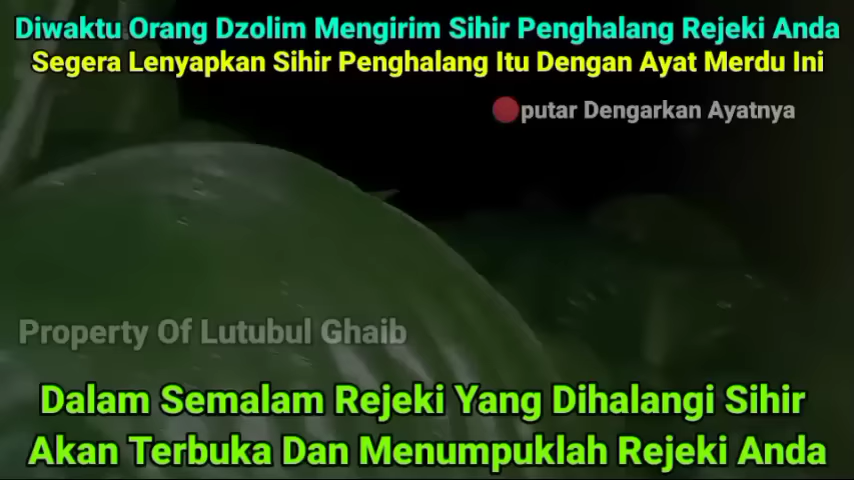 Diwaktu Orang Dzolim Mengirim Sihir Penghalang Rejeki Anda
Segera Lenyapkan Sihir Penghalang Itu Dengan Ayat Merdu Ini
putar Dengarkan Ayatnya
Property Of Lutubul Ghaib
Dalam Semalam Rejeki Yang Dihalangi Sihir
Akan Terbuka Dan Menumpuklah Rejeki Anda